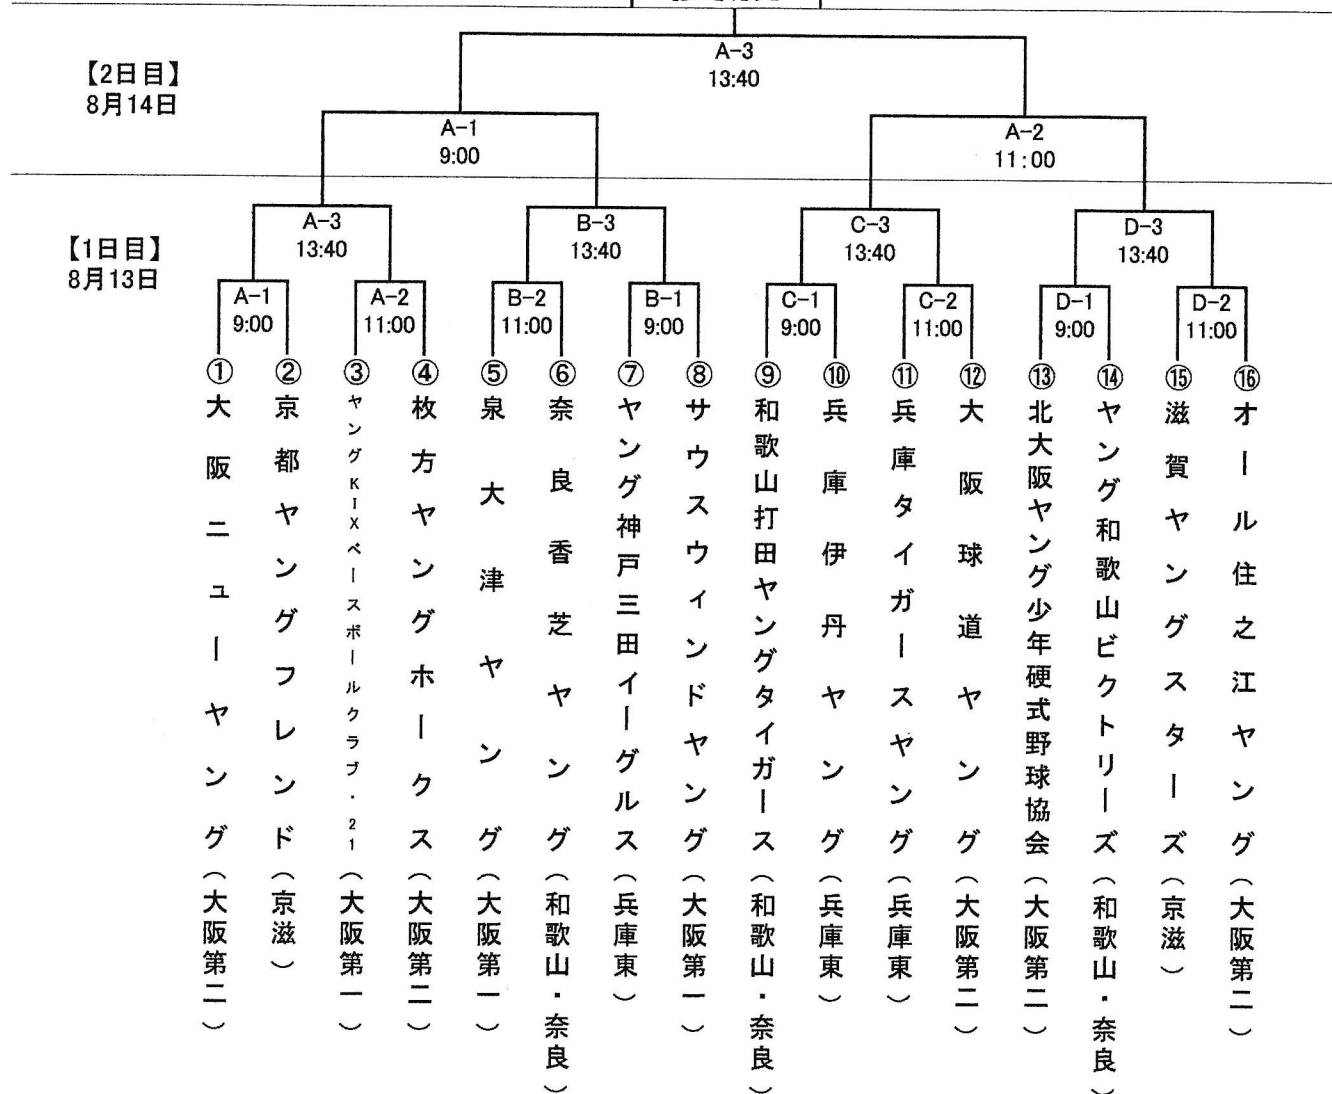 A-3
13:40
【2日目】
8月14日
A-1
9:00
A-2
11:00
【1日目】
8月13日
A-3
13:40
B-3
13:40
C-3
13:40
D-3
13:40
A-1
9:00
A-2
11:00
B-2
11:00
B-1
9:00
C-1
9:00
C-2
11:00
D-1
9:00
D-2
11:00
①大阪ニューヤング（大阪第二）
②京都ヤングフレンド（京滋）
③ヤングKIXベースボールクラブ・21（大阪第一）
④枚方ヤングホークス（大阪第二）
⑤泉大津ヤング（大阪第一）
⑥奈良香芝ヤング（和歌山・奈良）
⑦ヤング神戸三田イーグルス（兵庫東）
⑧サウスウィンドヤング（大阪第一）
⑨和歌山打田ヤングタイガース（和歌山・奈良）
⑩兵庫伊丹ヤング（兵庫東）
⑪兵庫タイガースヤング（兵庫東）
⑫大阪球道ヤング（大阪第二）
⑬北大阪ヤング少年硬式野球協会（大阪第二）
⑭ヤング和歌山ビクトリーズ（和歌山・奈良）
⑮滋賀ヤングスターズ（京滋）
⑯オール住之江ヤング（大阪第二）